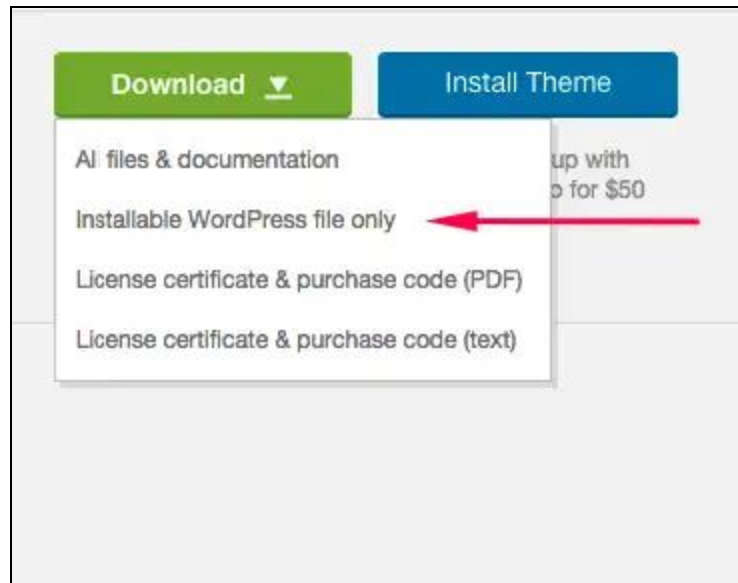 Download
Install Theme
All files & documentation
up with
o for $50
Installable WordPress file only
License certificate & purchase code (PDF)
License certificate & purchase code (text)